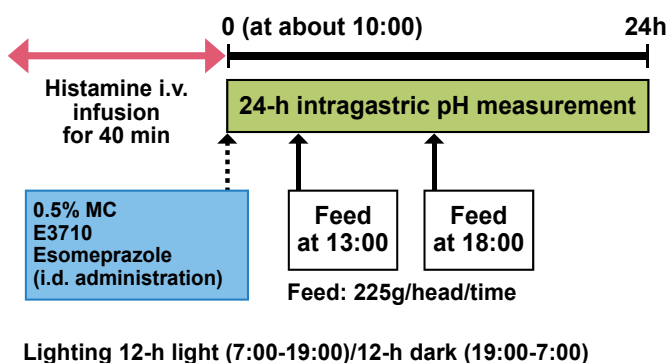 0 (at about 10:00)
24h
Histamine i.v.
infusion
for 40 min
24-h intragastric pH measurement
0.5% MC
E3710
Esomeprazole
(i.d. administration)
Feed
at 13:00
Feed
at 18:00
Feed: 225g/head/time
Lighting 12-h light (7:00-19:00)/12-h dark (19:00-7:00)